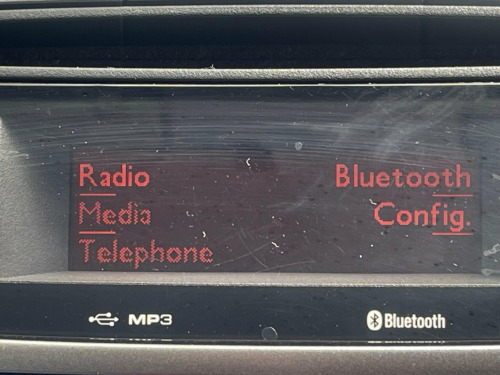 Radio
Bluetooth
Media
Config.
Telephone
MP3
Bluetooth